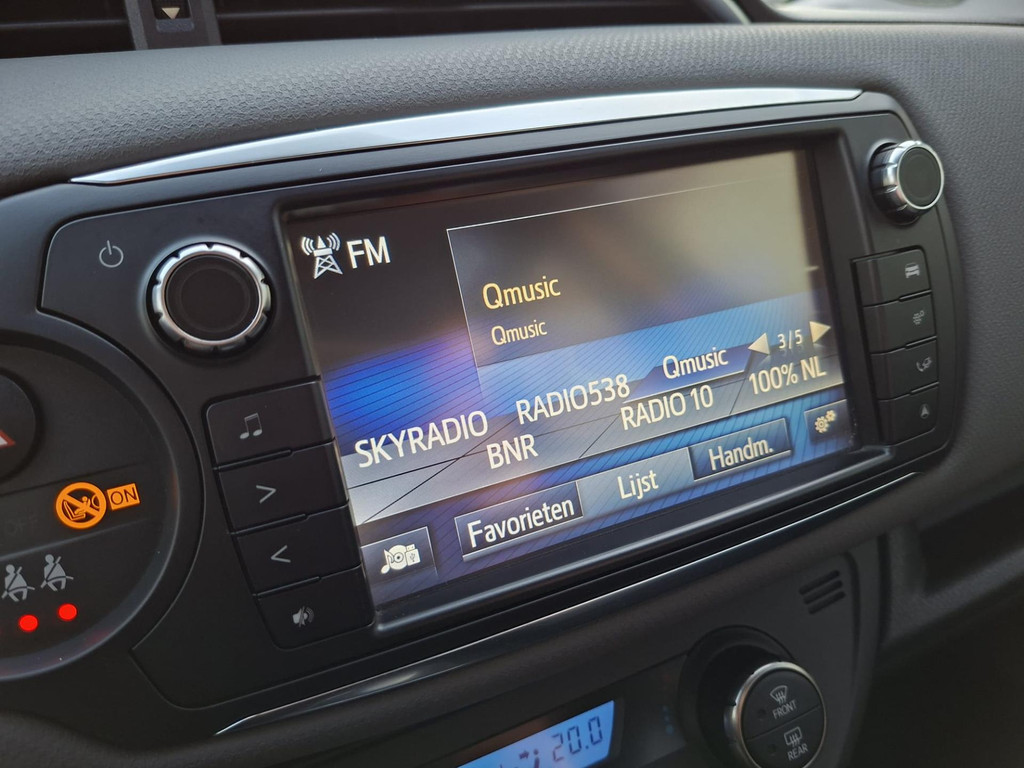 FM
Qmusic
Qmusic
3/5
SKYRADIO RADIO538 Qmusic
BNR RADIO 10 100% NL
Favorieten Lijst Handm.
ON
20.0
FRONT
REAR